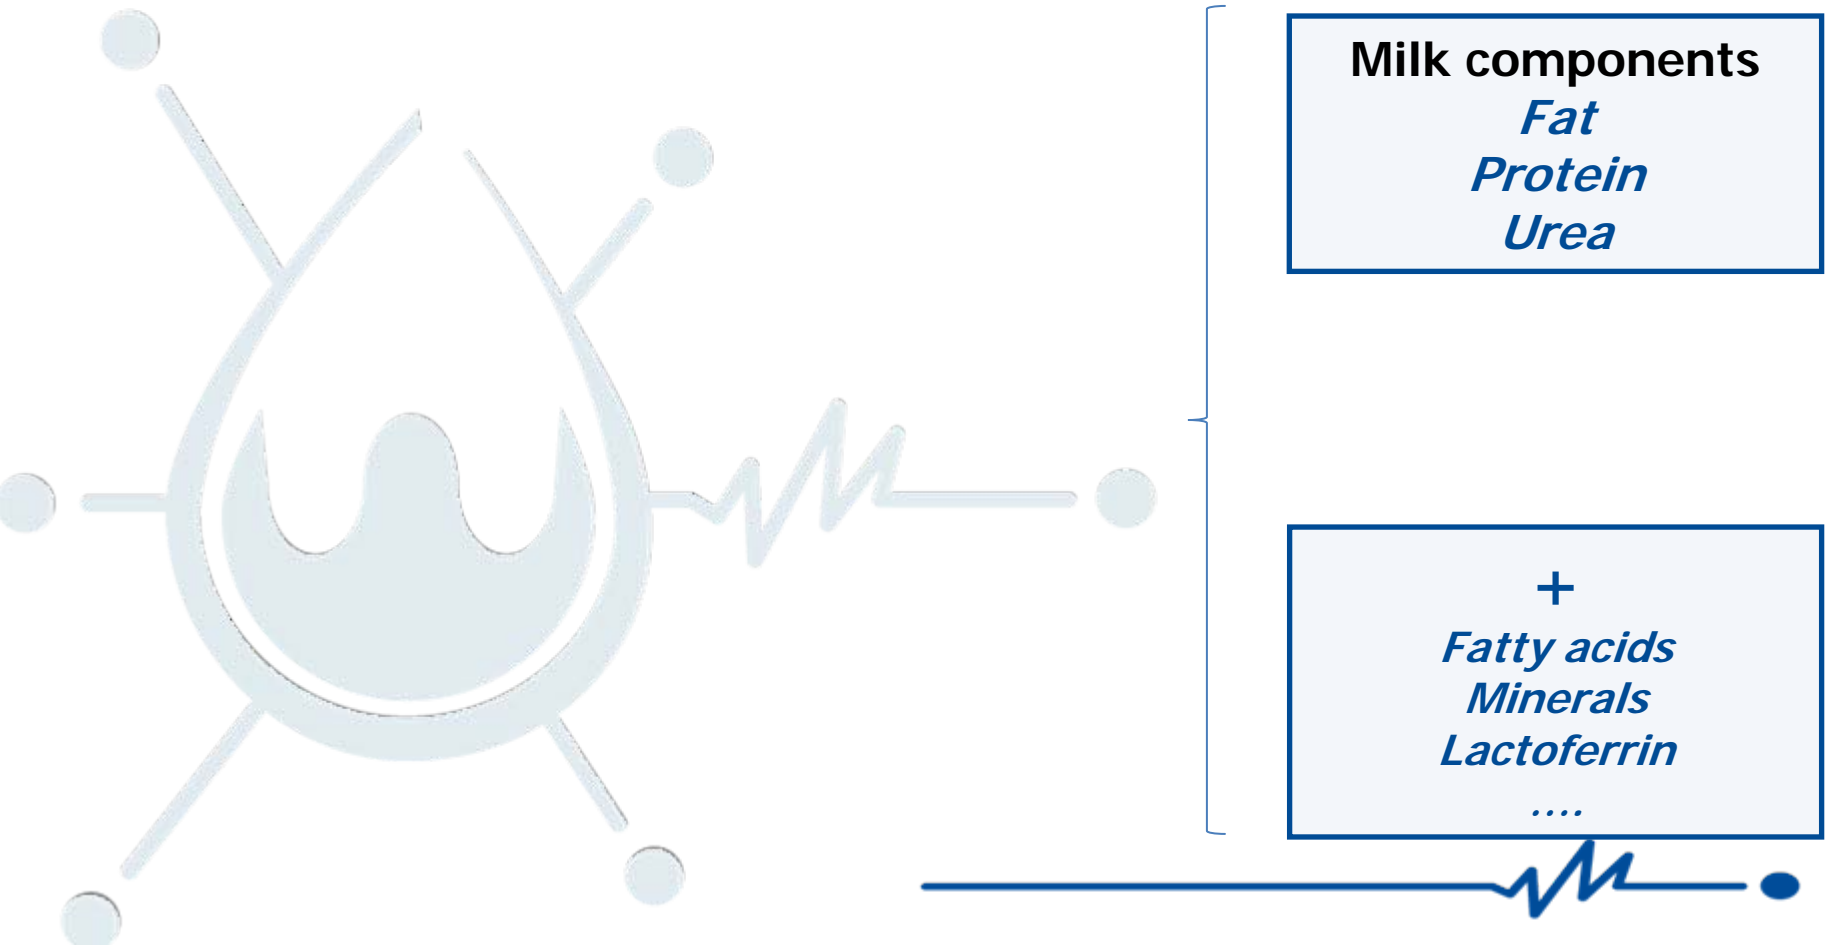 Milk components
Fat
Protein
Urea
+
Fatty acids
Minerals
Lactoferrin
....